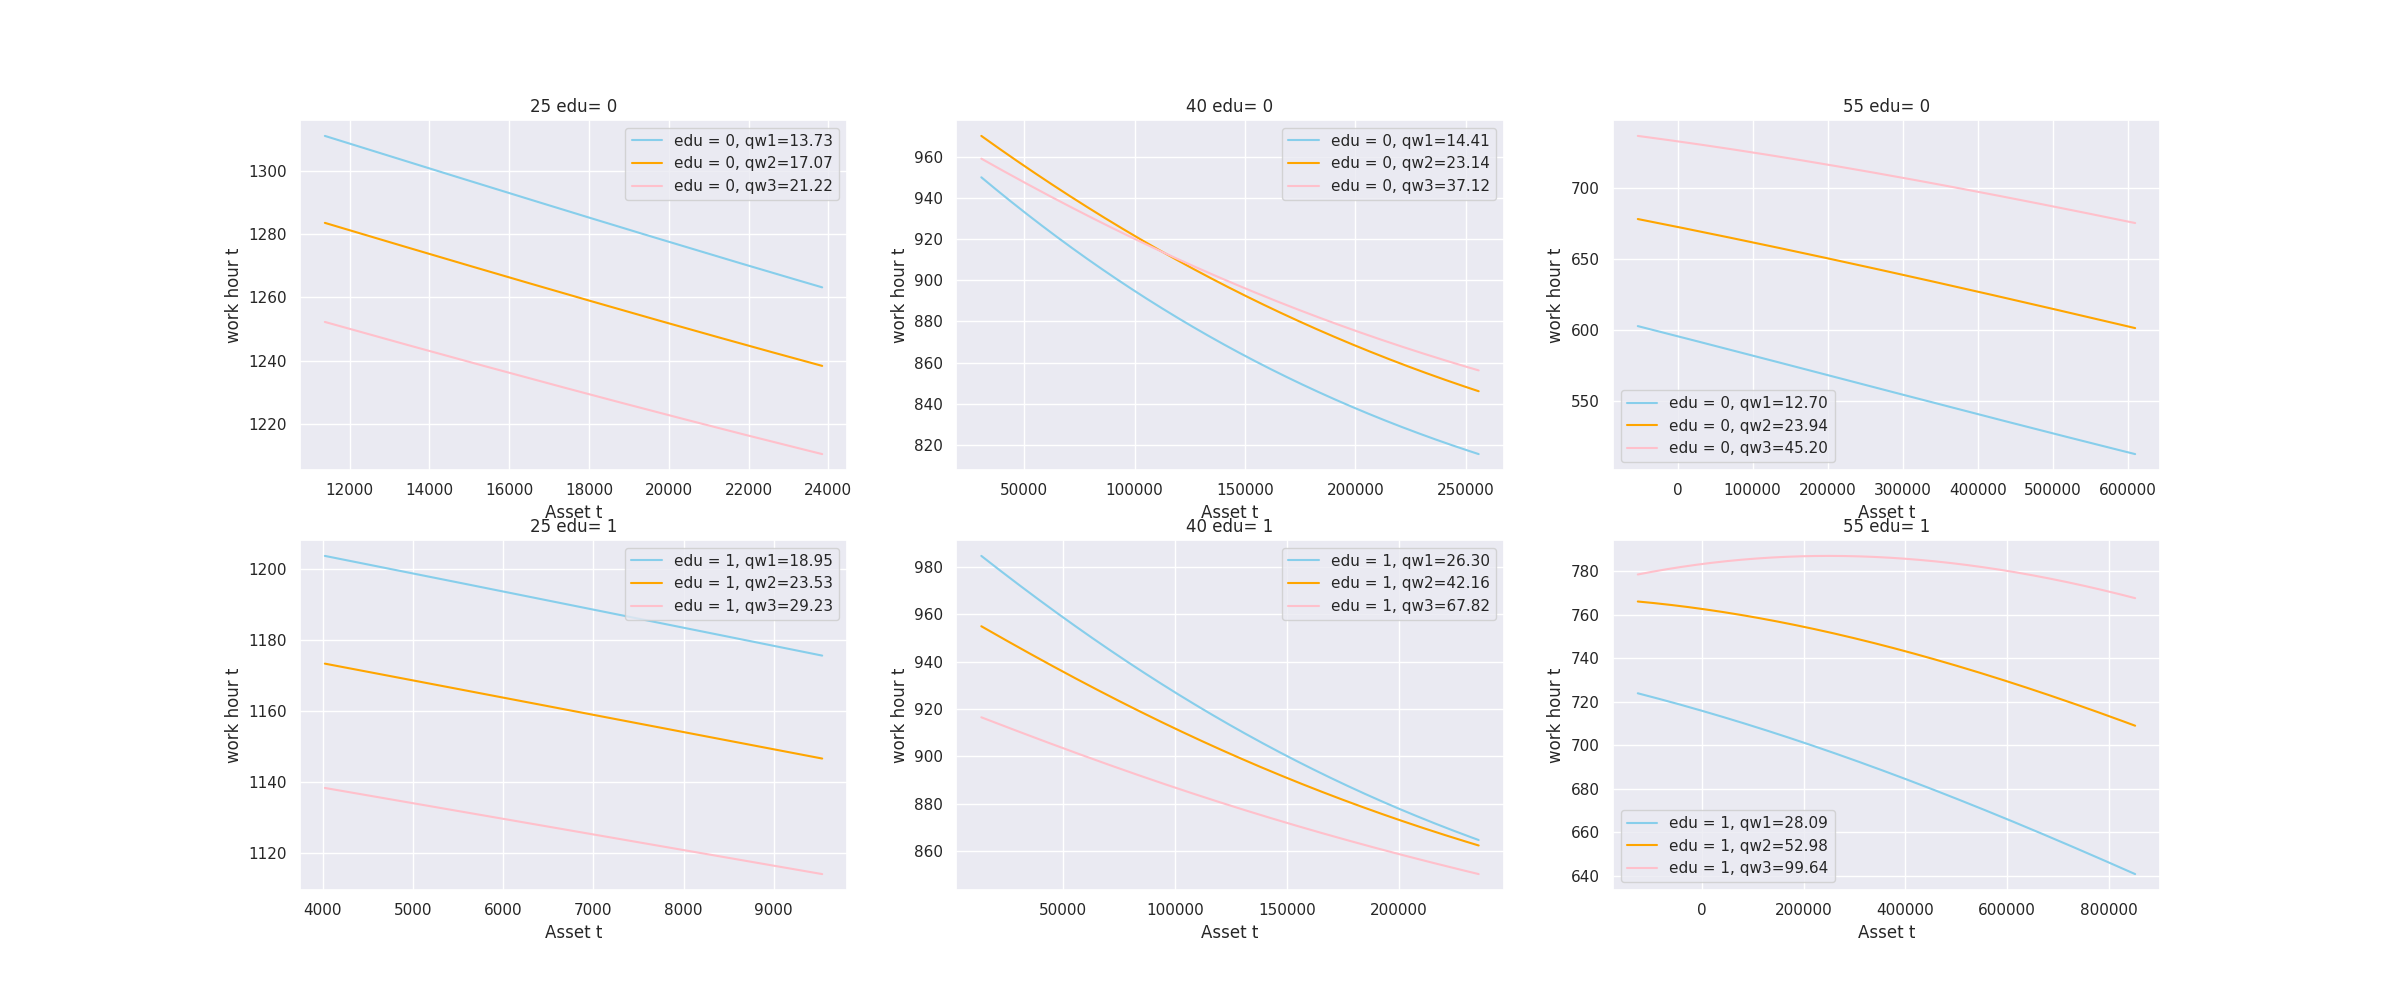 25 edu= 0
edu = 0, qw1=13.73
edu = 0, qw2=17.07
edu = 0, qw3=21.22
work hour t
1300
1280
1260
1240
1220
12000 14000 16000 18000 20000 22000 24000
Asset t
40 edu= 0
edu = 0, qw1=14.41
edu = 0, qw2=23.14
edu = 0, qw3=37.12
work hour t
960
940
920
900
880
860
840
820
50000 100000 150000 200000 250000
Asset t
55 edu= 0
work hour t
700
650
600
550
edu = 0, qw1=12.70
edu = 0, qw2=23.94
edu = 0, qw3=45.20
0 100000 200000 300000 400000 500000 600000
Asset t
25 edu= 1
edu = 1, qw1=18.95
edu = 1, qw2=23.53
edu = 1, qw3=29.23
work hour t
1200
1180
1160
1140
1120
4000 5000 6000 7000 8000 9000
Asset t
40 edu= 1
edu = 1, qw1=26.30
edu = 1, qw2=42.16
edu = 1, qw3=67.82
work hour t
980
960
940
920
900
880
860
50000 100000 150000 200000
Asset t
55 edu= 1
work hour t
780
760
740
720
700
680
660
640
edu = 1, qw1=28.09
edu = 1, qw2=52.98
edu = 1, qw3=99.64
0 200000 400000 600000 800000
Asset t